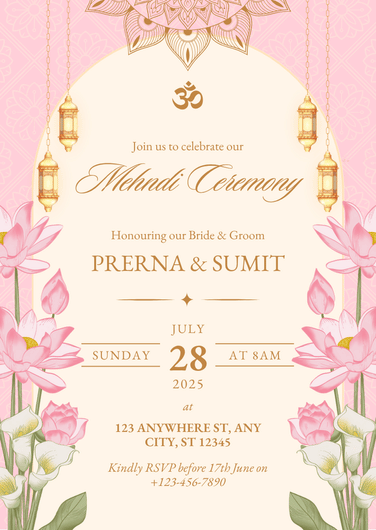 ॐ
Join us to celebrate our
Mehndi Ceremony
Honouring our Bride & Groom
PRERNA & SUMIT
JULY
SUNDAY 28 AT 8AM
2025
at
123 ANYWHERE ST, ANY
CITY, ST 12345
Kindly RSVP before 17th June on
+123-456-7890